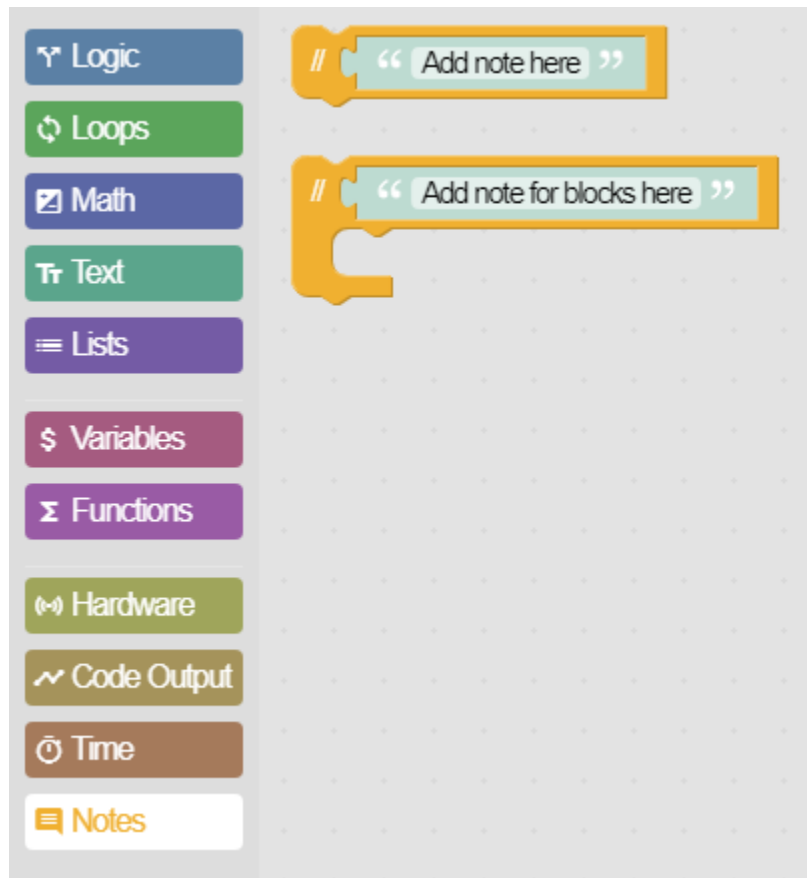 Logic
Loops
Math
Tт Text
Lists
$ Variables
Σ Functions
Hardware
Code Output
Time
Notes
// “ Add note here ”
// “ Add note for blocks here ”